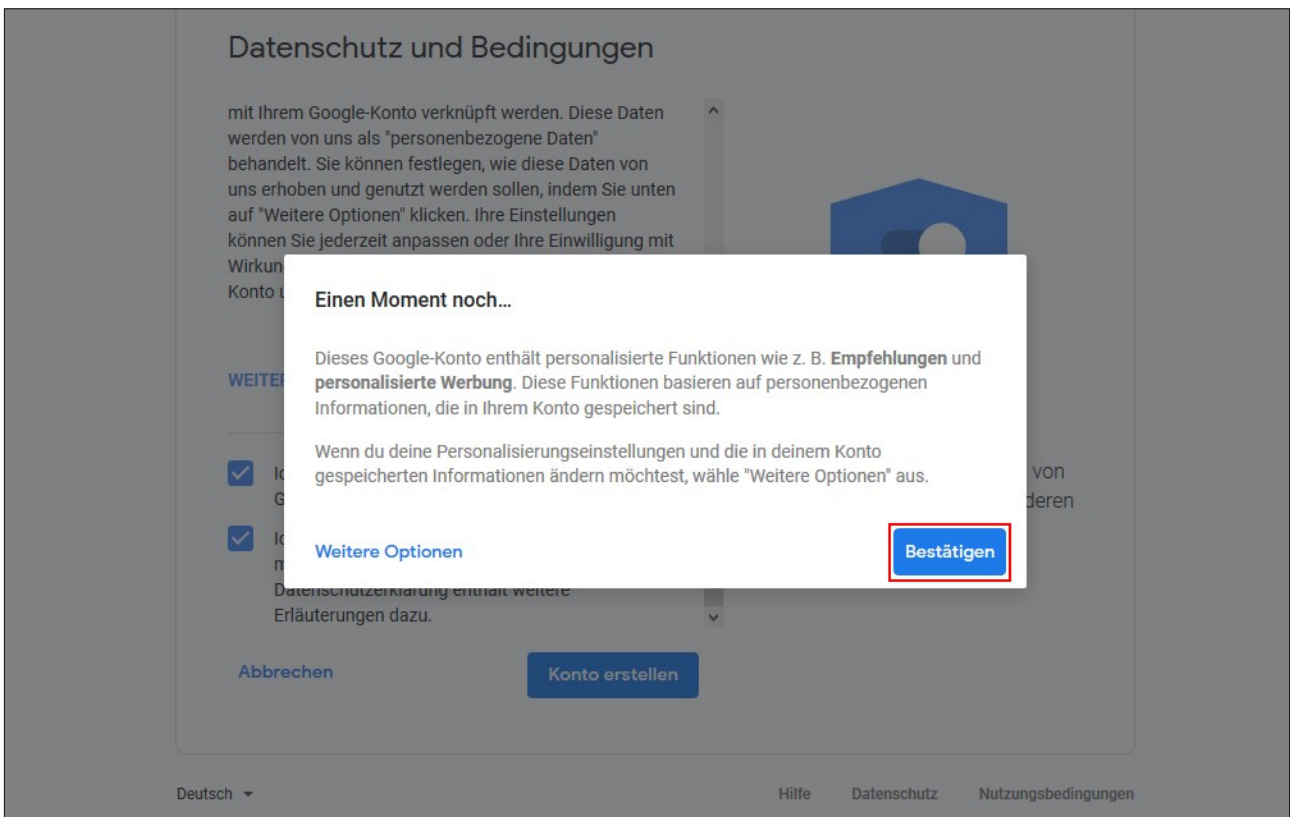 Datenschutz und Bedingungen
mit Ihrem Google-Konto verknüpft werden. Diese Daten
werden von uns als "personenbezogene Daten"
behandelt. Sie können festlegen, wie diese Daten von
uns erhoben und genutzt werden sollen, indem Sie unten
auf "Weitere Optionen" klicken. Ihre Einstellungen
können Sie jederzeit anpassen oder Ihre Einwilligung mit
Konto
Einen Moment noch...
Dieses Google-Konto enthält personalisierte Funktionen wie z. B. Empfehlungen und
personalisierte Werbung. Diese Funktionen basieren auf personenbezogenen
Informationen, die in Ihrem Konto gespeichert sind.
Wenn du deine Personalisierungseinstellungen und die in deinem Konto
gespeicherten Informationen ändern möchtest, wähle "Weitere Optionen" aus.
Weitere Optionen
Bestätigen
von
deren
Datenschutzerklärung enthält weitere
Erläuterungen dazu.
Abbrechen
Konto erstellen
Deutsch
Hilfe
Datenschutz
Nutzungsbedingungen